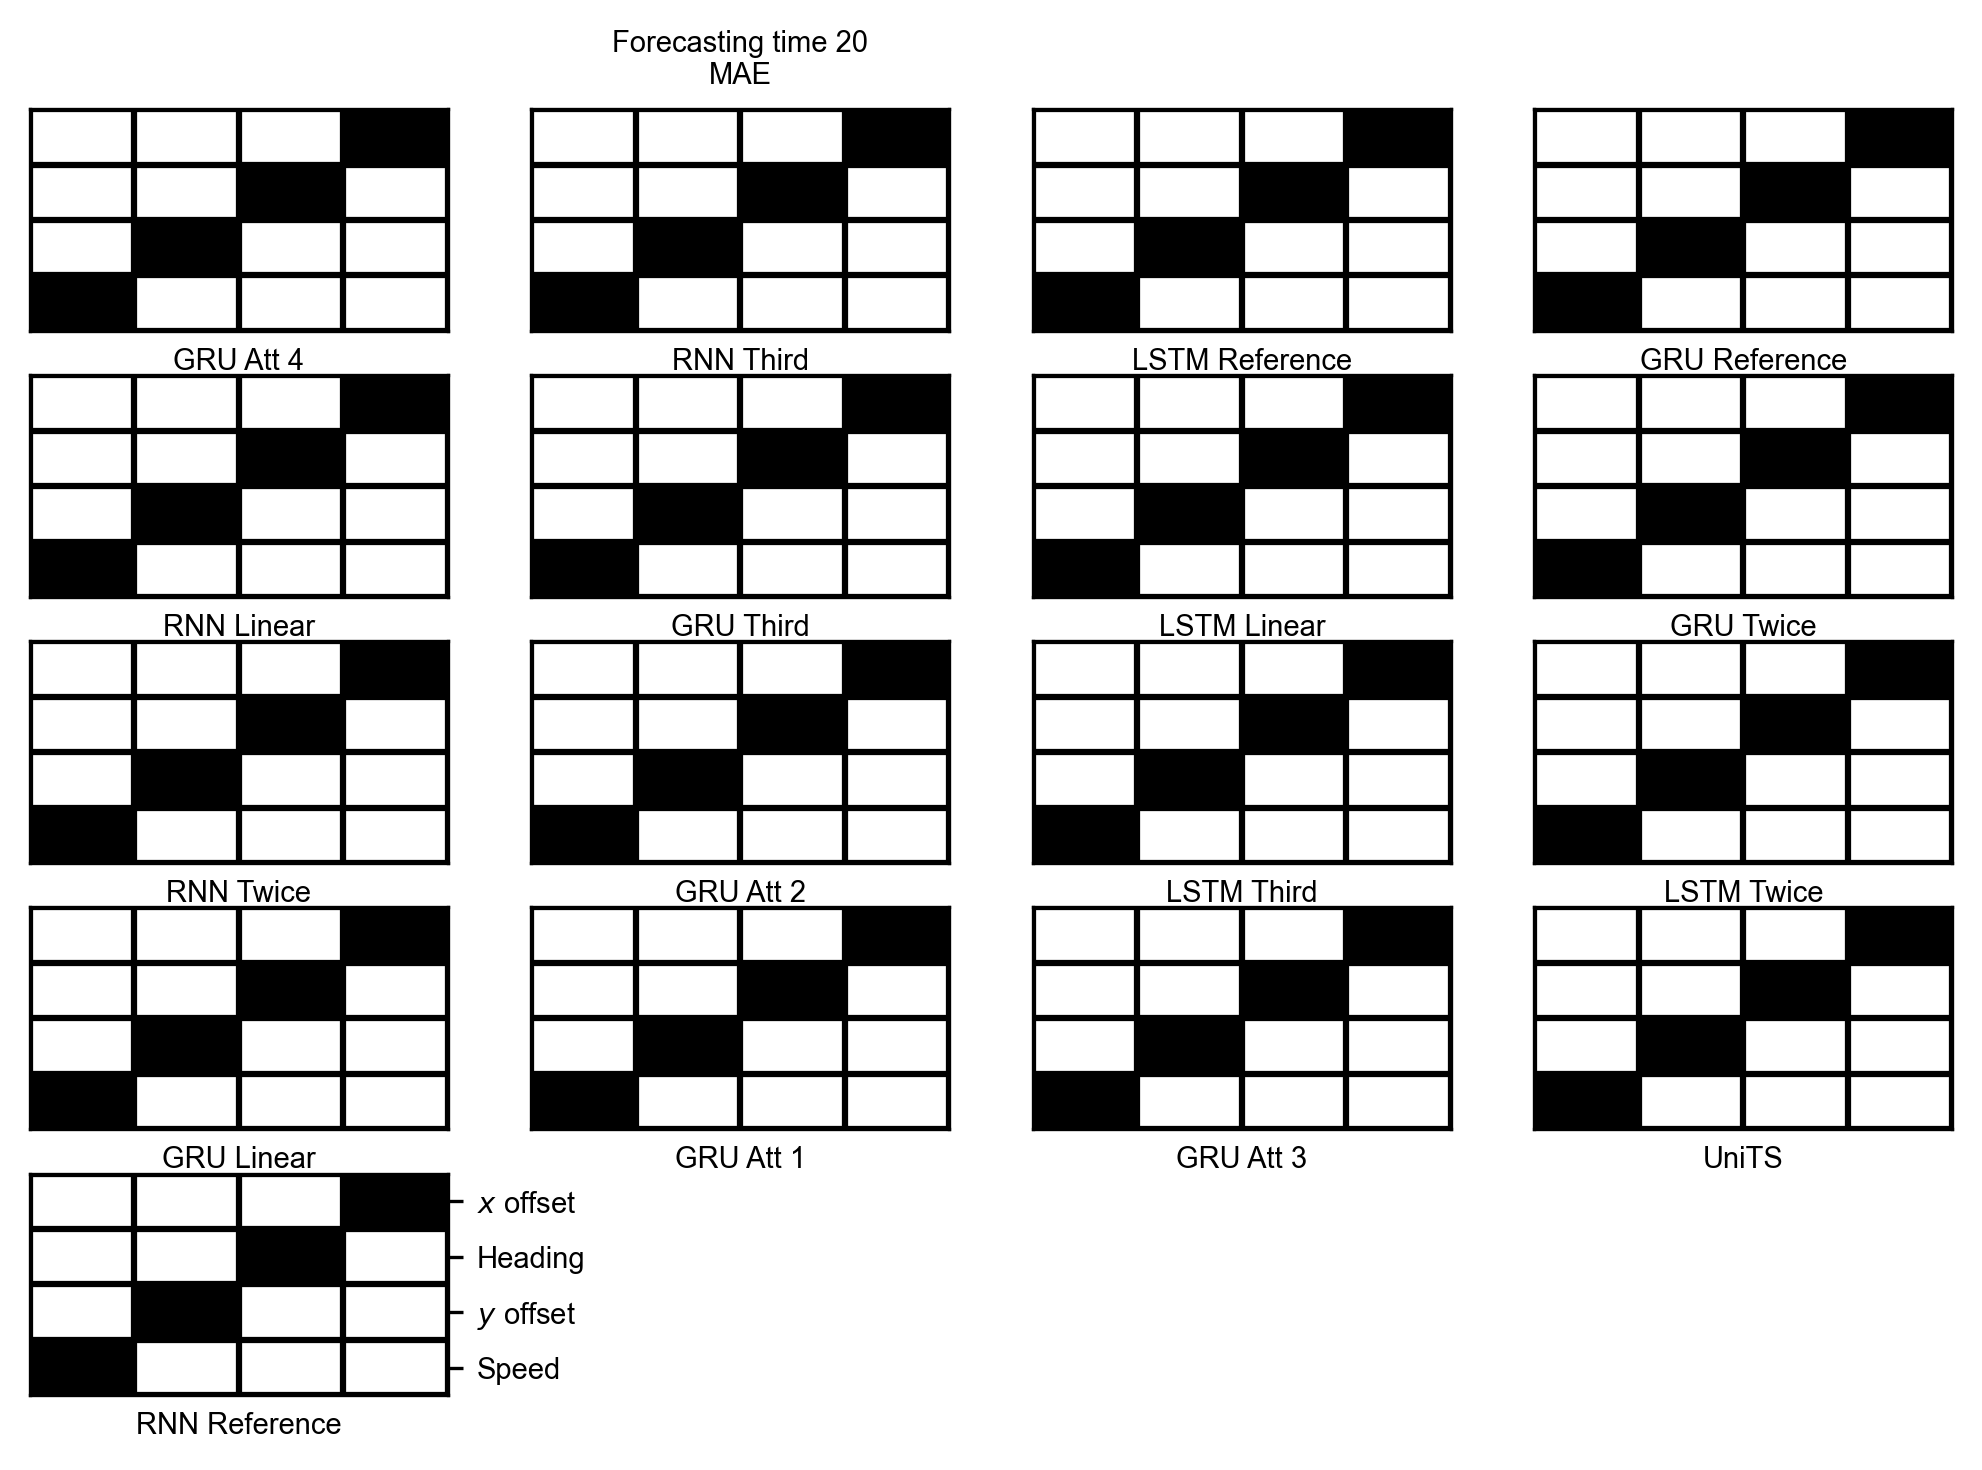 Forecasting time 20
MAE
GRU Att 4
RNN Third
LSTM Reference
GRU Reference
RNN Linear
GRU Third
LSTM Linear
GRU Twice
RNN Twice
GRU Att 2
LSTM Third
LSTM Twice
GRU Linear
GRU Att 1
GRU Att 3
UniTS
x offset
Heading
y offset
Speed
RNN Reference